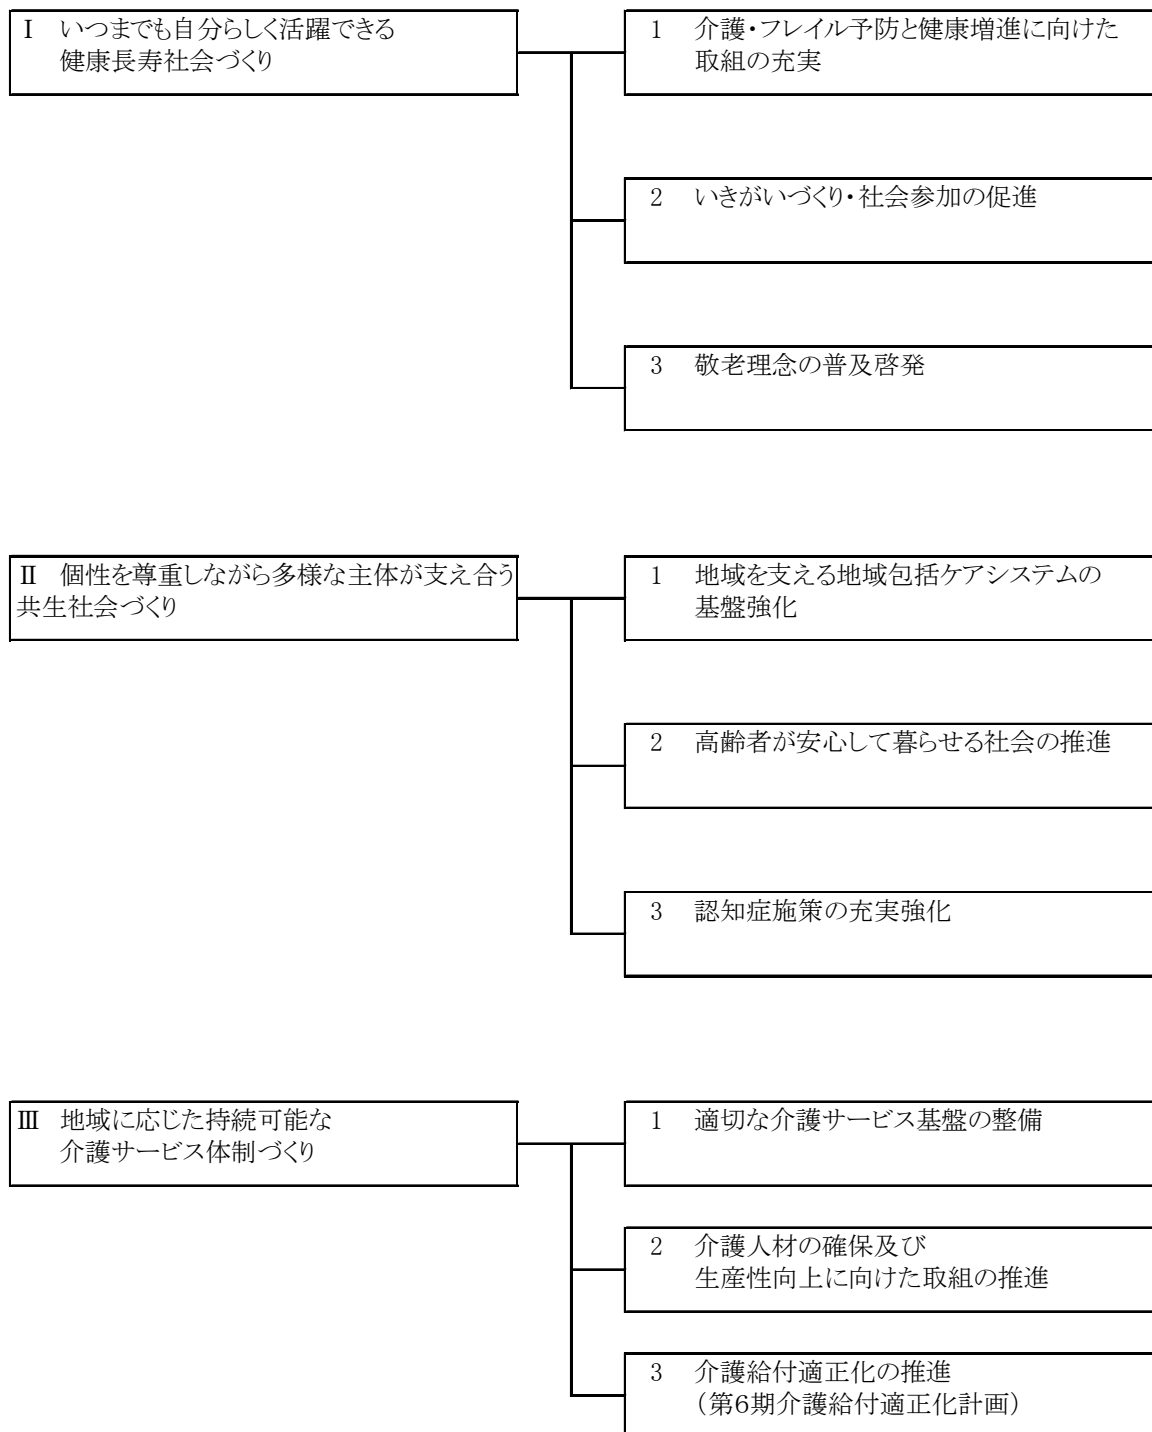 Ⅰ いつまでも自分らしく活躍できる
健康長寿社会づくり
1 介護・フレイル予防と健康増進に向けた
取組の充実
2 いきがいづくり・社会参加の促進
3 敬老理念の普及啓発
Ⅱ 個性を尊重しながら多様な主体が支え合う
共生社会づくり
1 地域を支える地域包括ケアシステムの
基盤強化
2 高齢者が安心して暮らせる社会の推進
3 認知症施策の充実強化
Ⅲ 地域に応じた持続可能な
介護サービス体制づくり
1 適切な介護サービス基盤の整備
2 介護人材の確保及び
生産性向上に向けた取組の推進
3 介護給付適正化の推進
(第6期介護給付適正化計画)